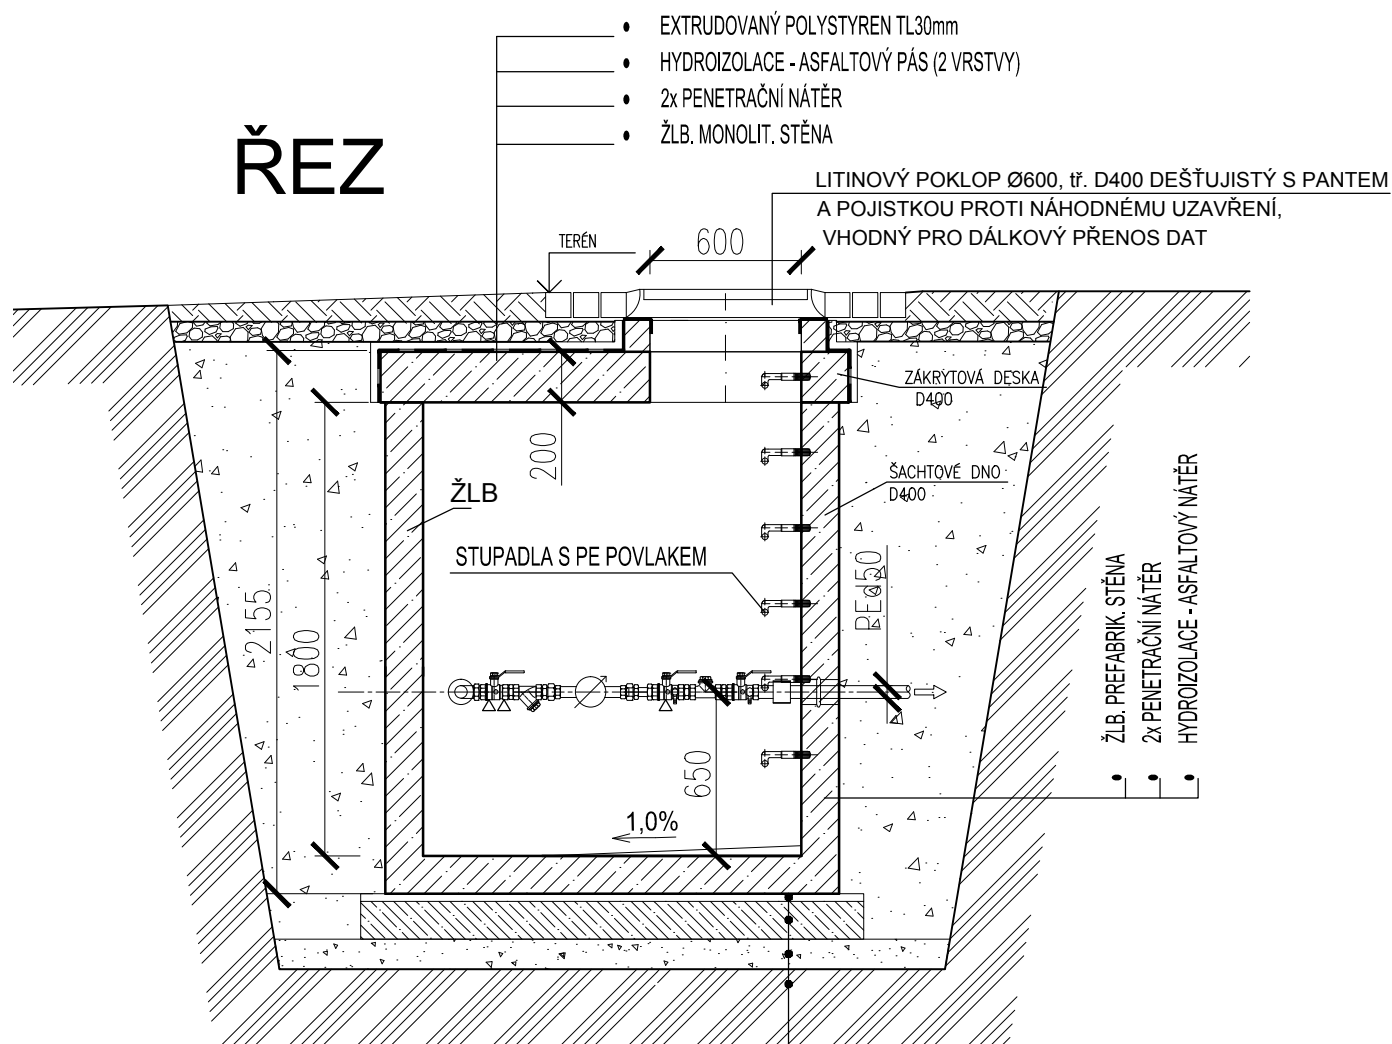 EXTRUDOVANÝ POLYSTYREN TL30mm
HYDROIZOLACE - ASFALTOVÝ PÁS (2 VRSTVY)
2x PENETRAČNÍ NÁTĚR
ŽLB. MONOLIT. STĚNA
ŘEZ
LITINOVÝ POKLOP Ø600, tř. D400 DEŠŤUJISTÝ S PANTEM
A POJISTKOU PROTI NÁHODNÉMU UZAVŘENÍ,
VHODNÝ PRO DÁLKOVÝ PŘENOS DAT
TERÉN
600
ZÁKRYTOVÁ DESKA
D400
200
ŠACHTOVÉ DNO
D400
ŽLB
STUPADLA S PE POVLAKEM
PEd50
2155
1800
650
1,0%
ŽLB. PREFABRIK. STĚNA
2x PENETRAČNÍ NÁTĚR
HYDROIZOLACE - ASFALTOVÝ NÁTĚR